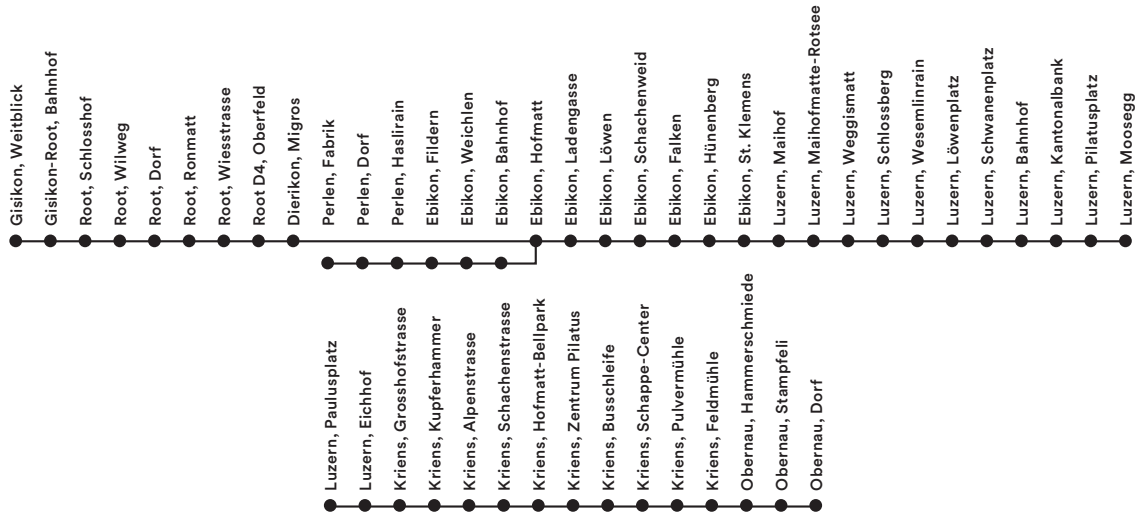 Gisikon, Weitblick
Gisikon-Root, Bahnhof
Root, Schlosshof
Root, Wilweg
Root, Dorf
Root, Ronmatt
Root, Wiesstrasse
Root D4, Oberfeld
Dierikon, Migros
Perlen, Fabrik
Perlen, Dorf
Perlen, Haslirain
Ebikon, Fildern
Ebikon, Weichlen
Ebikon, Bahnhof
Ebikon, Hofmatt
Ebikon, Ladengasse
Ebikon, Löwen
Ebikon, Schachenweid
Ebikon, Falken
Ebikon, Hünenberg
Ebikon, St. Klemens
Luzern, Maihof
Luzern, Maihofmatte-Rotsee
Luzern, Weggismatt
Luzern, Schlossberg
Luzern, Wesemlinrain
Luzern, Löwenplatz
Luzern, Schwanenplatz
Luzern, Bahnhof
Luzern, Kantonalbank
Luzern, Pilatusplatz
Luzern, Moosegg
Luzern, Paulusplatz
Luzern, Eichhof
Kriens, Grosshofstrasse
Kriens, Kupferhammer
Kriens, Alpenstrasse
Kriens, Schachenstrasse
Kriens, Hofmatt-Bellpark
Kriens, Zentrum Pilatus
Kriens, Busschleife
Kriens, Schappe-Center
Kriens, Pulvermühle
Kriens, Feldmühle
Obernau, Hammerschmiede
Obernau, Stampfeli
Obernau, Dorf